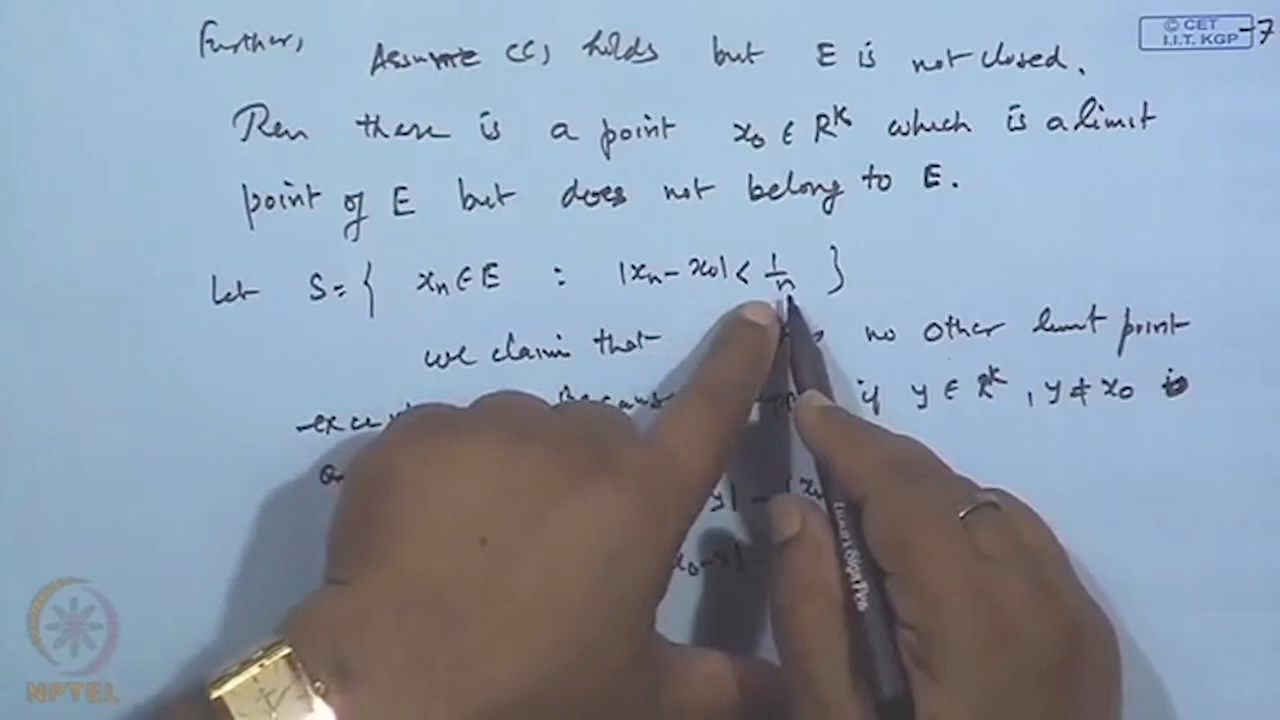 © CET
I.I.T. KGP
-7
Further, Assume (C) holds but E is not closed.
Then there is a point x₀ ∈ Rᵏ which is a limit
point of E but does not belong to E.
Let S = { xₙ ∈ E : |xₙ - x₀| < 1/n }
we claim that no other limit point
if y ∈ Rᵏ, y ≠ x₀ is
y| -
x₀-y|
NPTEL